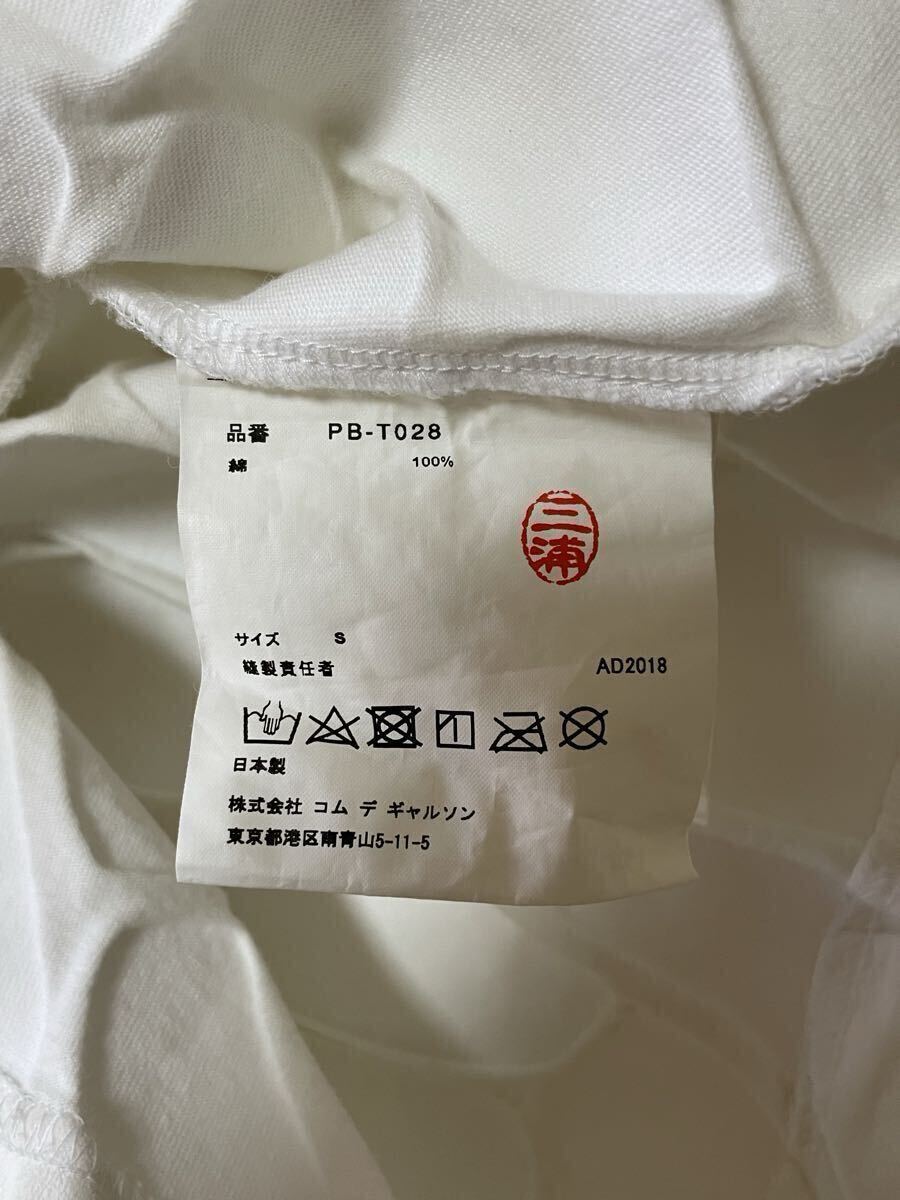 品番 PB-T028
綿 100%
三浦
サイズ S
縫製責任者 AD2018
日本製
株式会社 コム デ ギャルソン
東京都港区南青山5-11-5